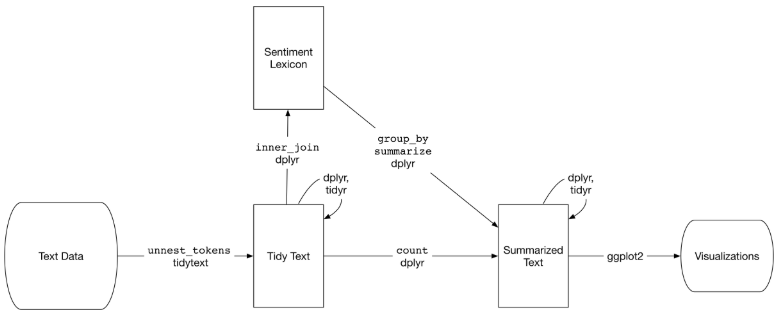 Sentiment
Lexicon
inner_join
dplyr
group_by
summarize
dplyr
dplyr,
tidyr
dplyr,
tidyr
Text Data
unnest_tokens
tidytext
Tidy Text
count
dplyr
Summarized
Text
ggplot2
Visualizations